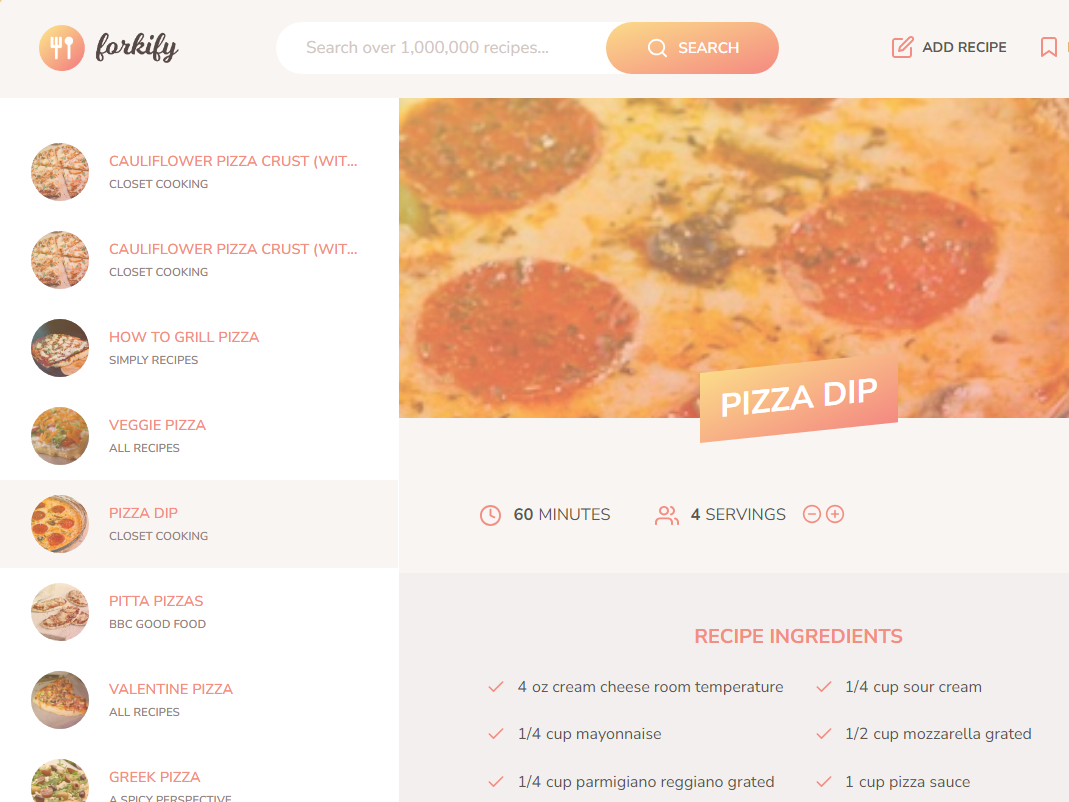 forkify
Search over 1,000,000 recipes...
SEARCH
ADD RECIPE
CAULIFLOWER PIZZA CRUST (WIT...
CLOSET COOKING
CAULIFLOWER PIZZA CRUST (WIT...
CLOSET COOKING
HOW TO GRILL PIZZA
SIMPLY RECIPES
VEGGIE PIZZA
ALL RECIPES
PIZZA DIP
CLOSET COOKING
PITTA PIZZAS
BBC GOOD FOOD
VALENTINE PIZZA
ALL RECIPES
GREEK PIZZA
A SPICY PERSPECTIVE
PIZZA DIP
60 MINUTES
4 SERVINGS
RECIPE INGREDIENTS
4 oz cream cheese room temperature
1/4 cup sour cream
1/4 cup mayonnaise
1/2 cup mozzarella grated
1/4 cup parmigiano reggiano grated
1 cup pizza sauce